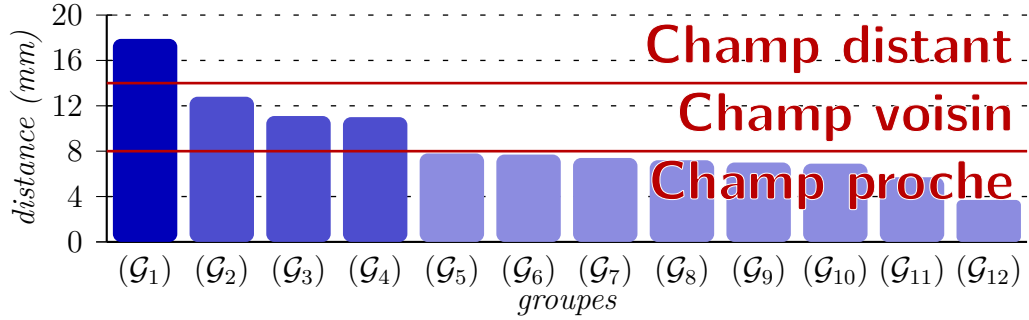 20
Champ distant
16
12
Champ voisin
8
Champ proche
4
0
distance (mm)
(𝒢₁) (𝒢₂) (𝒢₃) (𝒢₄) (𝒢₅) (𝒢₆) (𝒢₇) (𝒢₈) (𝒢₉) (𝒢₁₀) (𝒢₁₁) (𝒢₁₂)
groupes